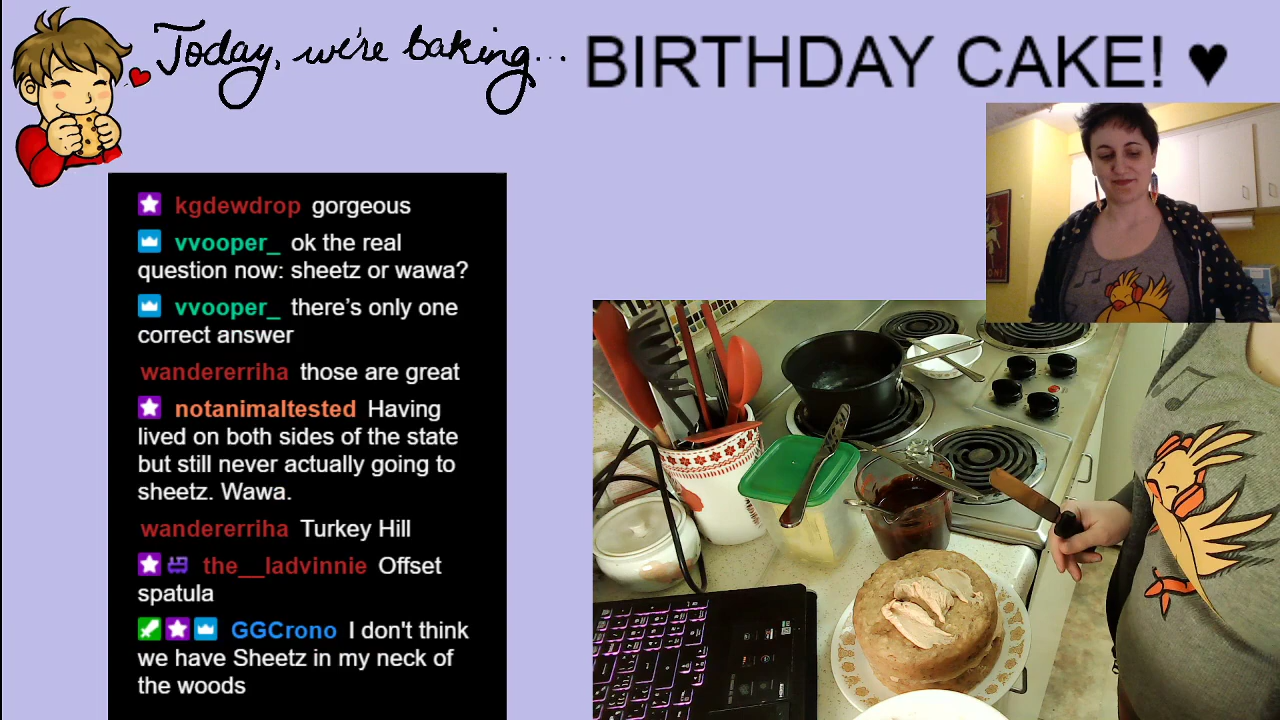 Today, we're baking... BIRTHDAY CAKE! ♥
kgdewdrop gorgeous
vvooper_ ok the real
question now: sheetz or wawa?
vvooper_ there's only one
correct answer
wandererriha those are great
notanimaltested Having
lived on both sides of the state
but still never actually going to
sheetz. Wawa.
wandererriha Turkey Hill
the__ladvinnie Offset
spatula
GGCrono I don't think
we have Sheetz in my neck of
the woods